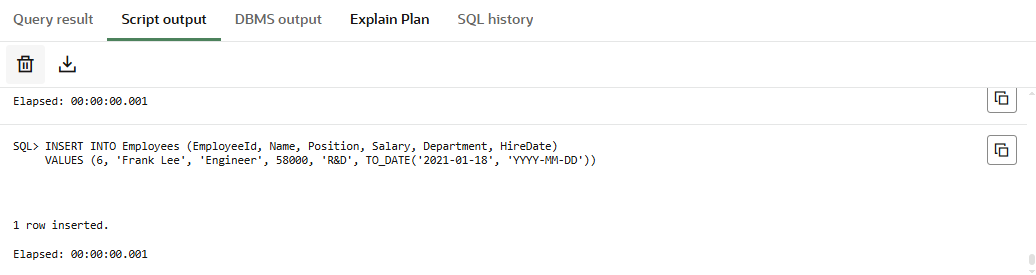 Query result Script output DBMS output Explain Plan SQL history
Elapsed: 00:00:00.001
SQL> INSERT INTO Employees (EmployeeId, Name, Position, Salary, Department, HireDate)
VALUES (6, 'Frank Lee', 'Engineer', 58000, 'R&D', TO_DATE('2021-01-18', 'YYYY-MM-DD'))
1 row inserted.
Elapsed: 00:00:00.001